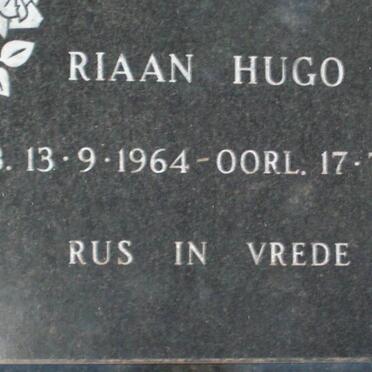 RIAAN HUGO
13·9·1964-OORL. 17·
RUS IN VREDE